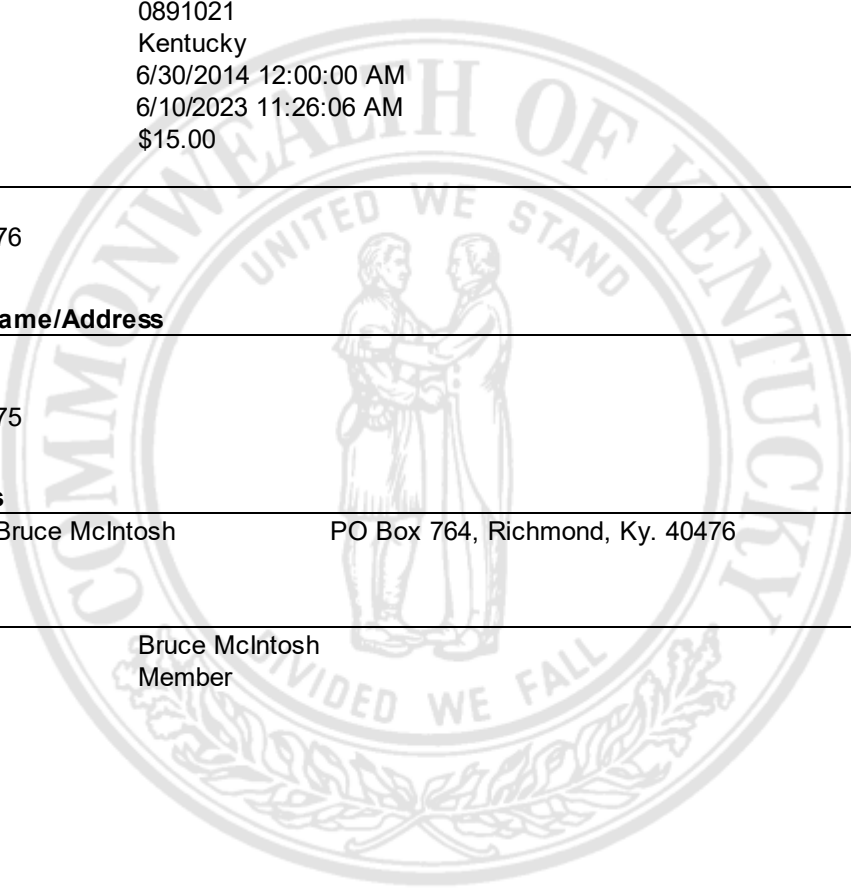 0891021
Kentucky
6/30/2014 12:00:00 AM
6/10/2023 11:26:06 AM
$15.00
COMMONWEALTH OF KENTUCKY
UNITED WE STAND
76
ame/Address
75
s
Bruce McIntosh PO Box 764, Richmond, Ky. 40476
Bruce McIntosh
Member
DIVIDED WE FALL